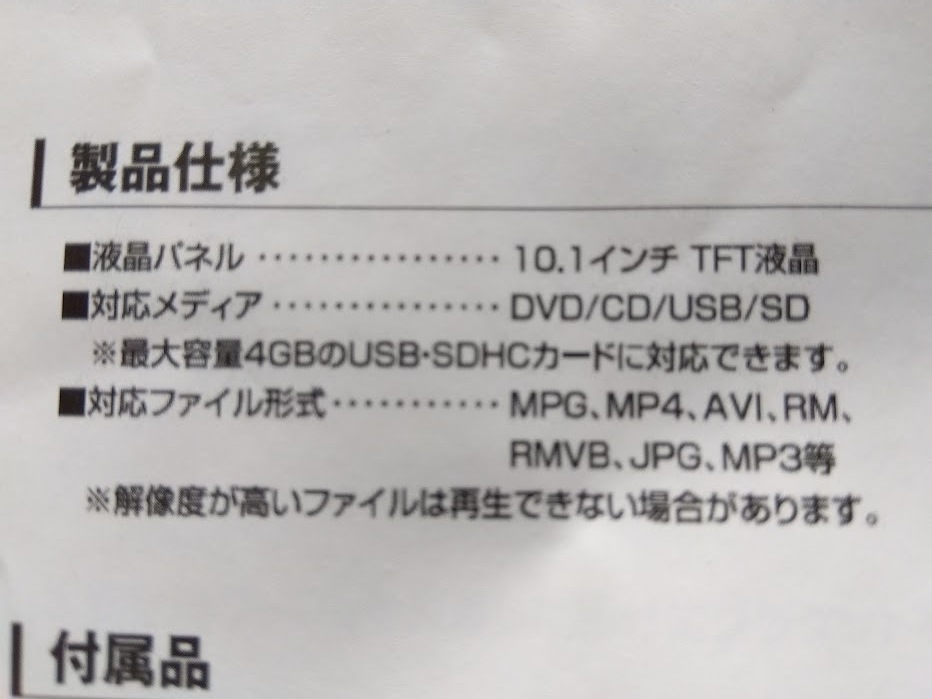 製品仕様
■液晶パネル ・・・・・・・・・・・・・・・・ 10.1インチ TFT液晶
■対応メディア ・・・・・・・・・・・・・・・ DVD/CD/USB/SD
※最大容量4GBのUSB・SDHCカードに対応できます。
■対応ファイル形式 ・・・・・・・・・・・ MPG、MP4、AVI、RM、
RMVB、JPG、MP3等
※解像度が高いファイルは再生できない場合があります。
付属品